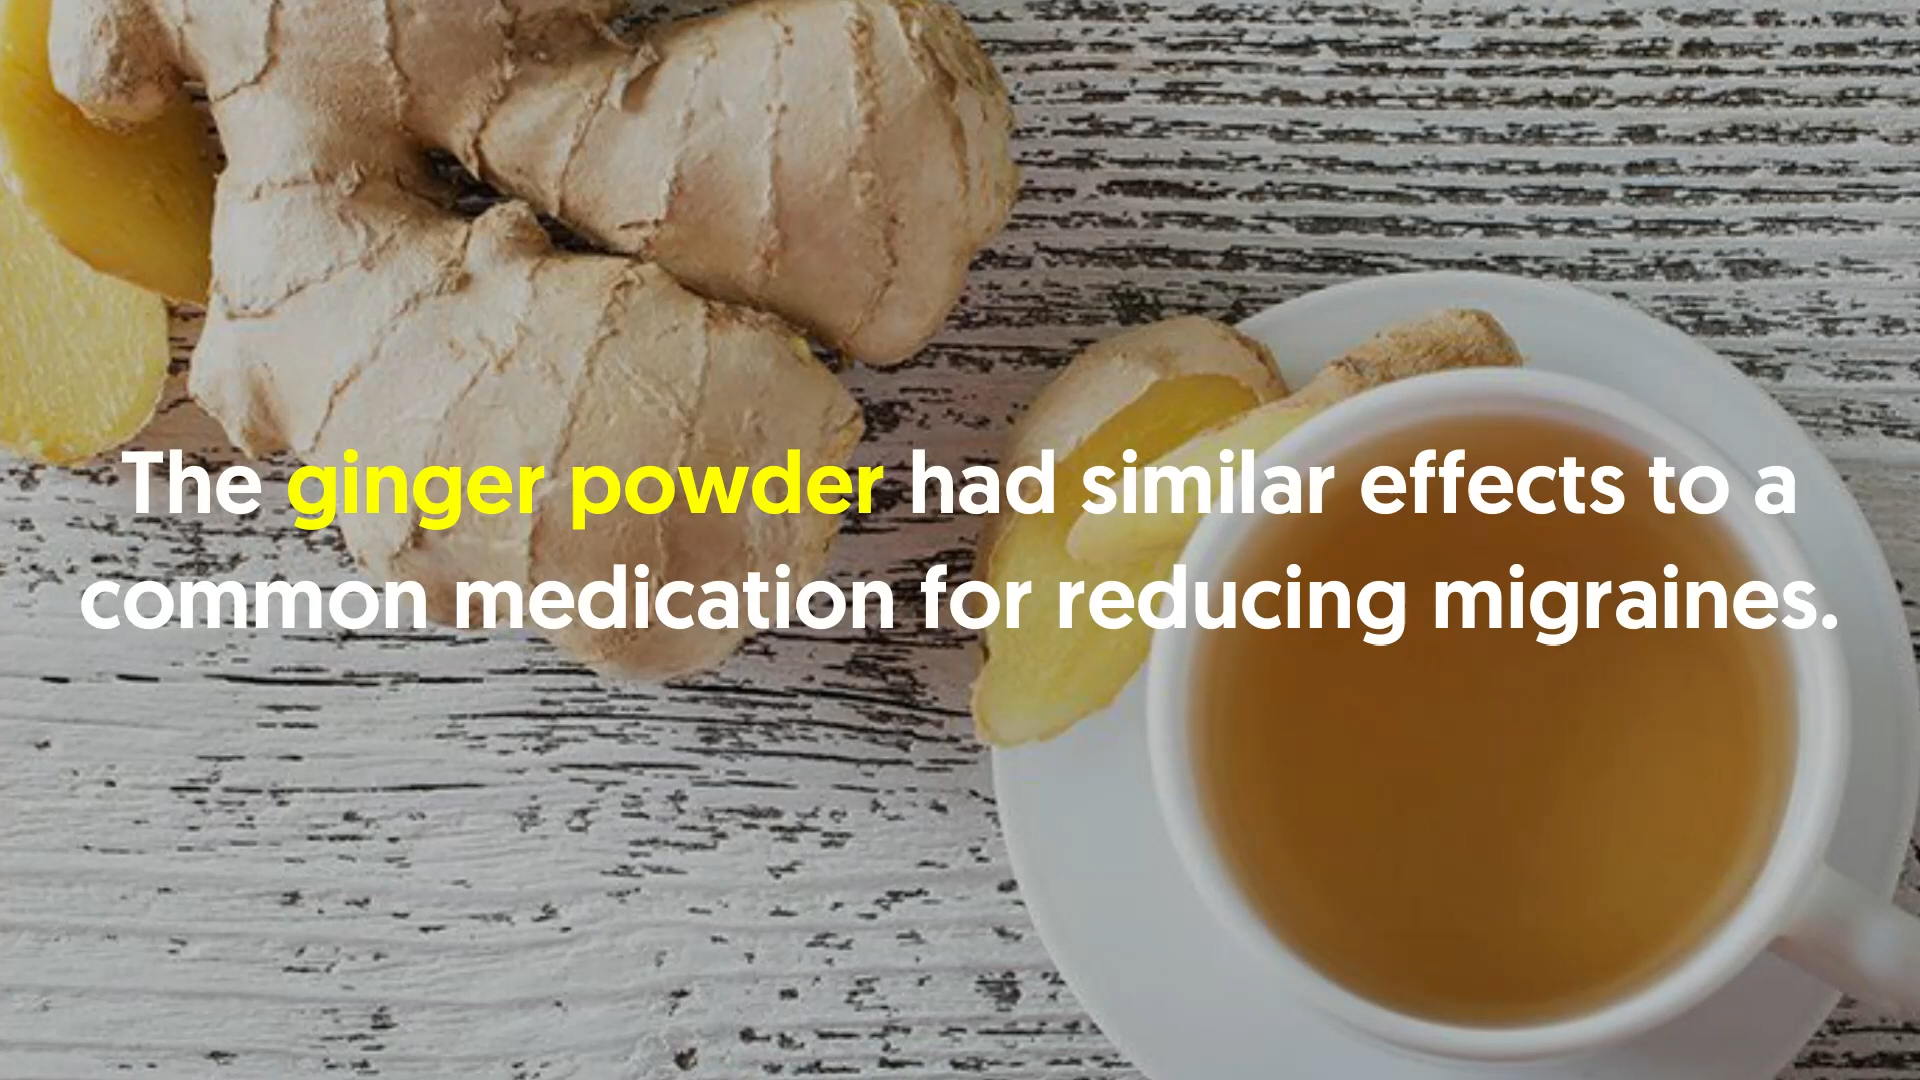 The ginger powder had similar effects to a
common medication for reducing migraines.